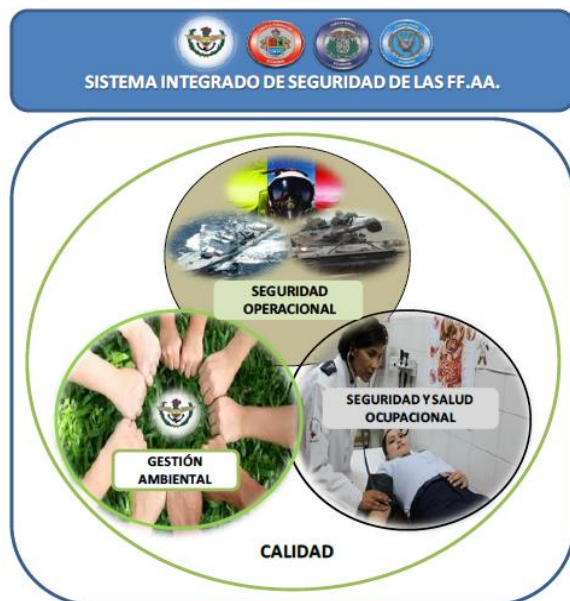 SISTEMA INTEGRADO DE SEGURIDAD DE LAS FF.AA.
SEGURIDAD
OPERACIONAL
SEGURIDAD Y SALUD
OCUPACIONAL
GESTIÓN
AMBIENTAL
CALIDAD